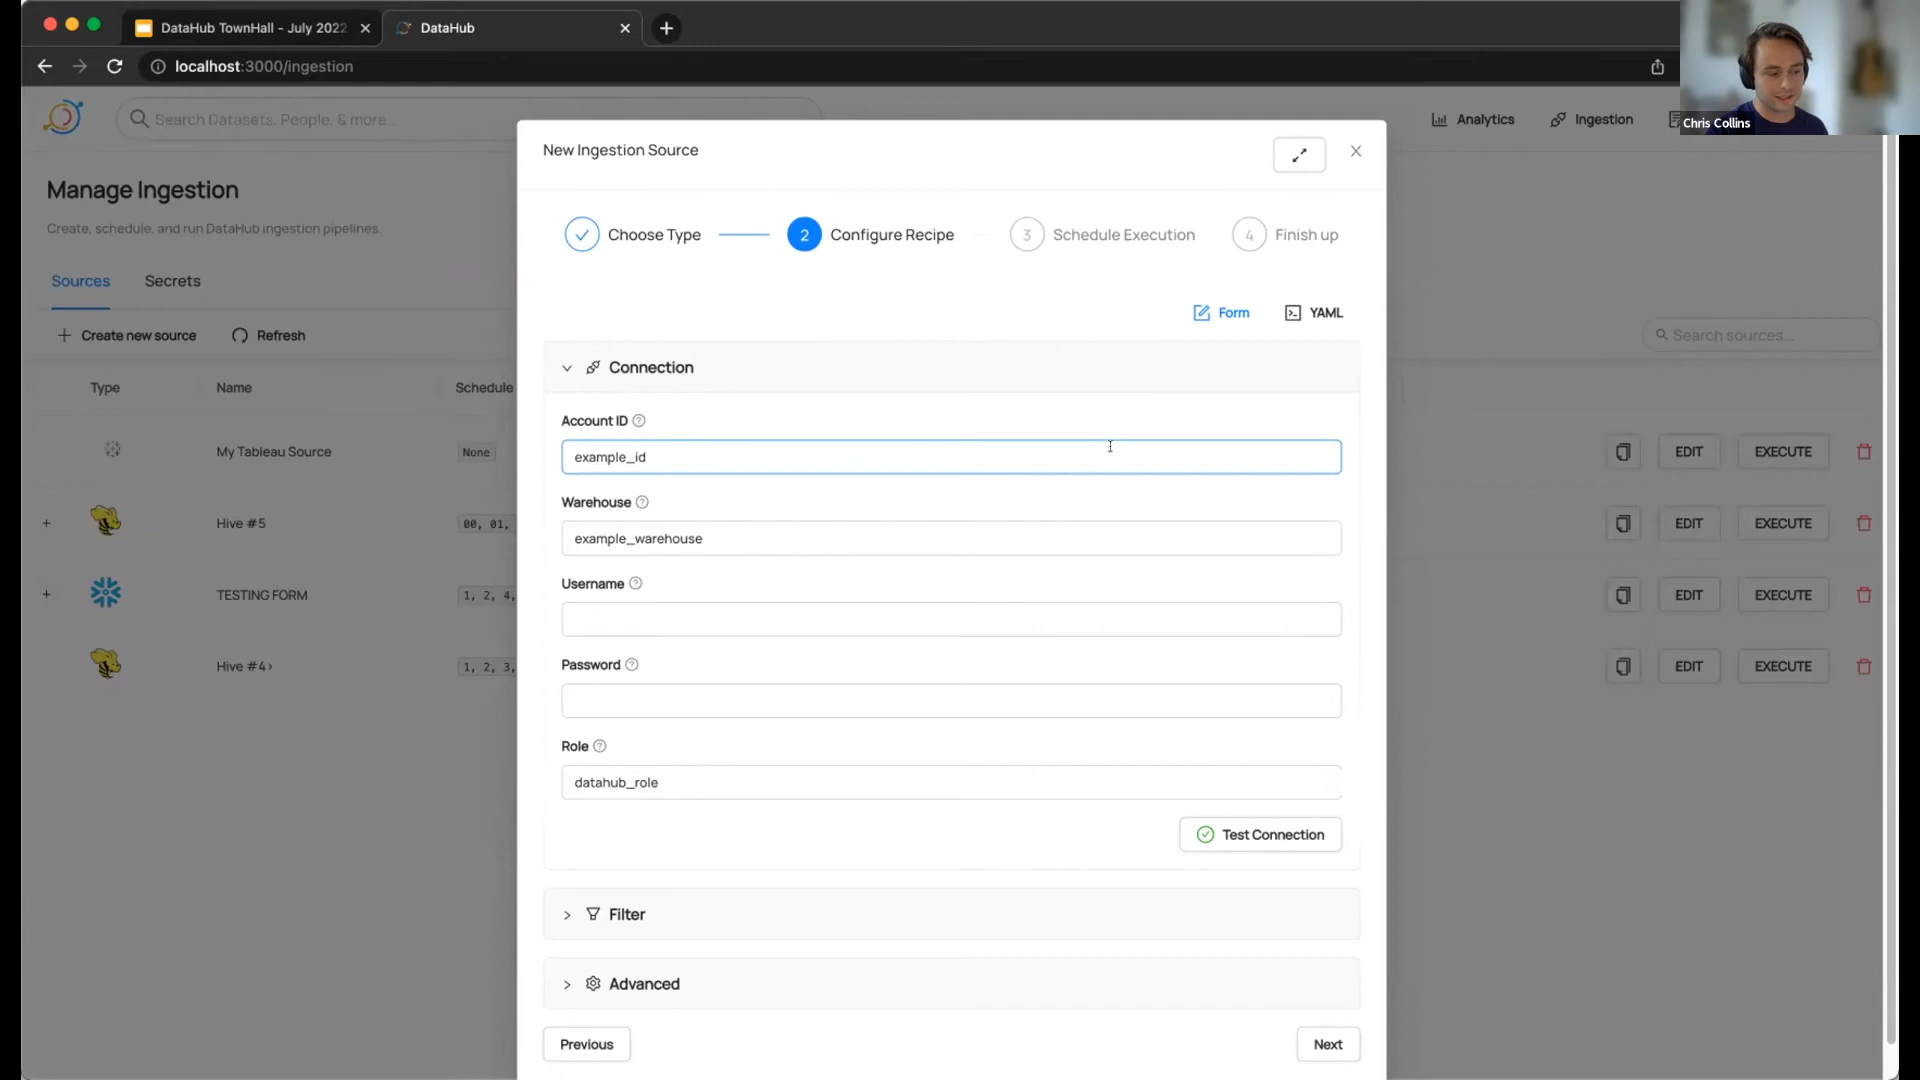 DataHub TownHall - July 2022
DataHub
localhost:3000/ingestion
Chris Collins
Search Datasets, People, & more...
Analytics
Ingestion
New Ingestion Source
Manage Ingestion
Create, schedule, and run DataHub ingestion pipelines.
Choose Type
2 Configure Recipe
3 Schedule Execution
4 Finish up
Sources
Secrets
Form
YAML
Create new source
Refresh
Search sources...
Type
Name
Schedule
Connection
Account ID
example_id
Warehouse
example_warehouse
Username
Password
Role
datahub_role
Test Connection
Filter
Advanced
Previous
Next
My Tableau Source
None
EDIT
EXECUTE
+
Hive #5
00, 01,
EDIT
EXECUTE
+
TESTING FORM
1, 2, 4,
EDIT
EXECUTE
Hive #4>
1, 2, 3,
EDIT
EXECUTE